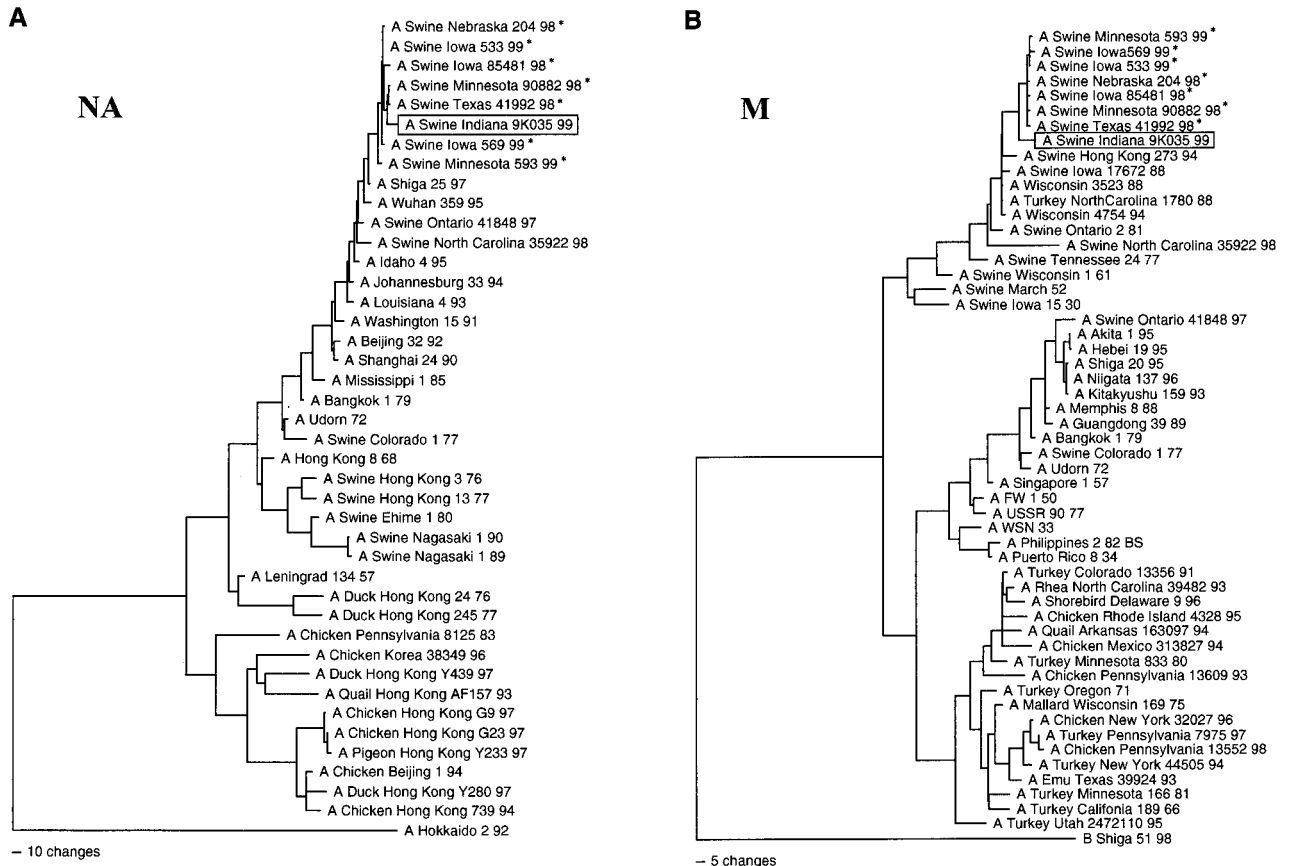 A
NA
A Swine Nebraska 204 98*
A Swine Iowa 533 99*
A Swine Iowa 85481 98*
A Swine Minnesota 90882 98*
A Swine Texas 41992 98*
A Swine Indiana 9K035 99
A Swine Iowa 569 99*
A Swine Minnesota 593 99*
A Shiga 25 97
A Wuhan 359 95
A Swine Ontario 41848 97
A Swine North Carolina 35922 98
A Idaho 4 95
A Johannesburg 33 94
A Louisiana 4 93
A Washington 15 91
A Beijing 32 92
A Shanghai 24 90
A Mississippi 1 85
A Bangkok 1 79
A Udorn 72
A Swine Colorado 1 77
A Hong Kong 8 68
A Swine Hong Kong 3 76
A Swine Hong Kong 13 77
A Swine Ehime 1 80
A Swine Nagasaki 1 90
A Swine Nagasaki 1 89
A Leningrad 134 57
A Duck Hong Kong 24 76
A Duck Hong Kong 245 77
A Chicken Pennsylvania 8125 83
A Chicken Korea 38349 96
A Duck Hong Kong Y439 97
A Quail Hong Kong AF157 93
A Chicken Hong Kong G9 97
A Chicken Hong Kong G23 97
A Pigeon Hong Kong Y233 97
A Chicken Beijing 1 94
A Duck Hong Kong Y280 97
A Chicken Hong Kong 739 94
A Hokkaido 2 92
— 10 changes
B
M
A Swine Minnesota 593 99*
A Swine Iowa569 99*
A Swine Iowa 533 99*
A Swine Nebraska 204 98*
A Swine Iowa 85481 98*
A Swine Minnesota 90882 98*
A Swine Texas 41992 98*
A Swine Indiana 9K035 99
A Swine Hong Kong 273 94
A Swine Iowa 17672 88
A Wisconsin 3523 88
A Turkey NorthCarolina 1780 88
A Wisconsin 4754 94
A Swine Ontario 2 81
A Swine North Carolina 35922 98
A Swine Tennessee 24 77
A Swine Wisconsin 1 61
A Swine March 52
A Swine Iowa 15 30
A Swine Ontario 41848 97
A Akita 1 95
A Hebei 19 95
A Shiga 20 95
A Niigata 137 96
A Kitakyushu 159 93
A Memphis 8 88
A Guangdong 39 89
A Bangkok 1 79
A Swine Colorado 1 77
A Udorn 72
A Singapore 1 57
A FW 1 50
A USSR 90 77
A WSN 33
A Philippines 2 82 BS
A Puerto Rico 8 34
A Turkey Colorado 13356 91
A Rhea North Carolina 39482 93
A Shorebird Delaware 9 96
A Chicken Rhode Island 4328 95
A Quail Arkansas 163097 94
A Chicken Mexico 313827 94
A Turkey Minnesota 833 80
A Chicken Pennsylvania 13609 93
A Turkey Oregon 71
A Mallard Wisconsin 169 75
A Chicken New York 32027 96
A Turkey Pennsylvania 7975 97
A Chicken Pennsylvania 13552 98
A Turkey New York 44505 94
A Emu Texas 39924 93
A Turkey Minnesota 166 81
A Turkey Califonia 189 66
A Turkey Utah 2472110 95
B Shiga 51 98
— 5 changes